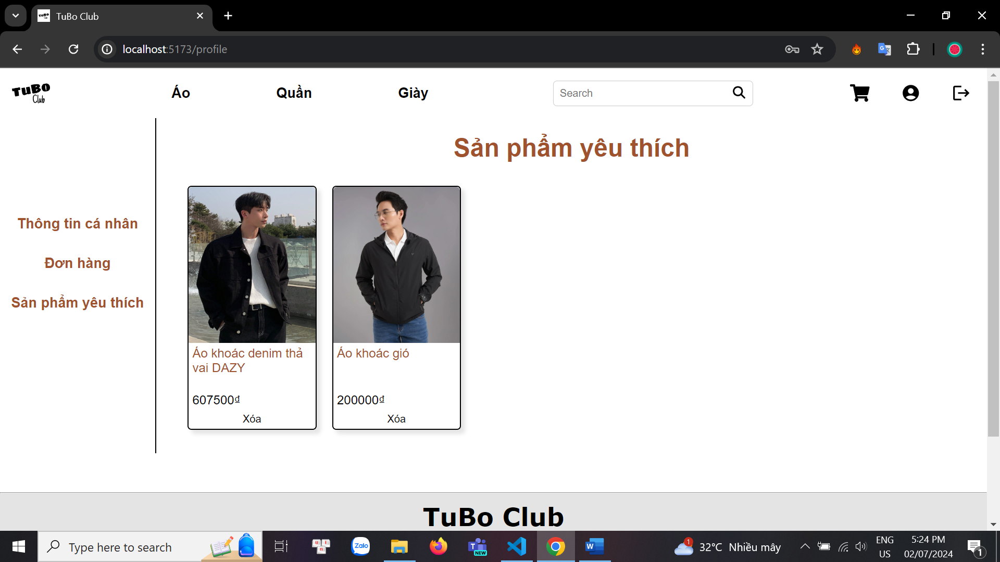 TuBo Club
localhost:5173/profile
TuBo
Club
Áo
Quần
Giày
Search
Sản phẩm yêu thích
Thông tin cá nhân
Đơn hàng
Sản phẩm yêu thích
Áo khoác denim thả
vai DAZY
607500₫
Xóa
Áo khoác gió
200000₫
Xóa
TuBo Club
Type here to search
Zalo
NEW
1
32°C Nhiều mây
ENG
US
5:24 PM
02/07/2024
1